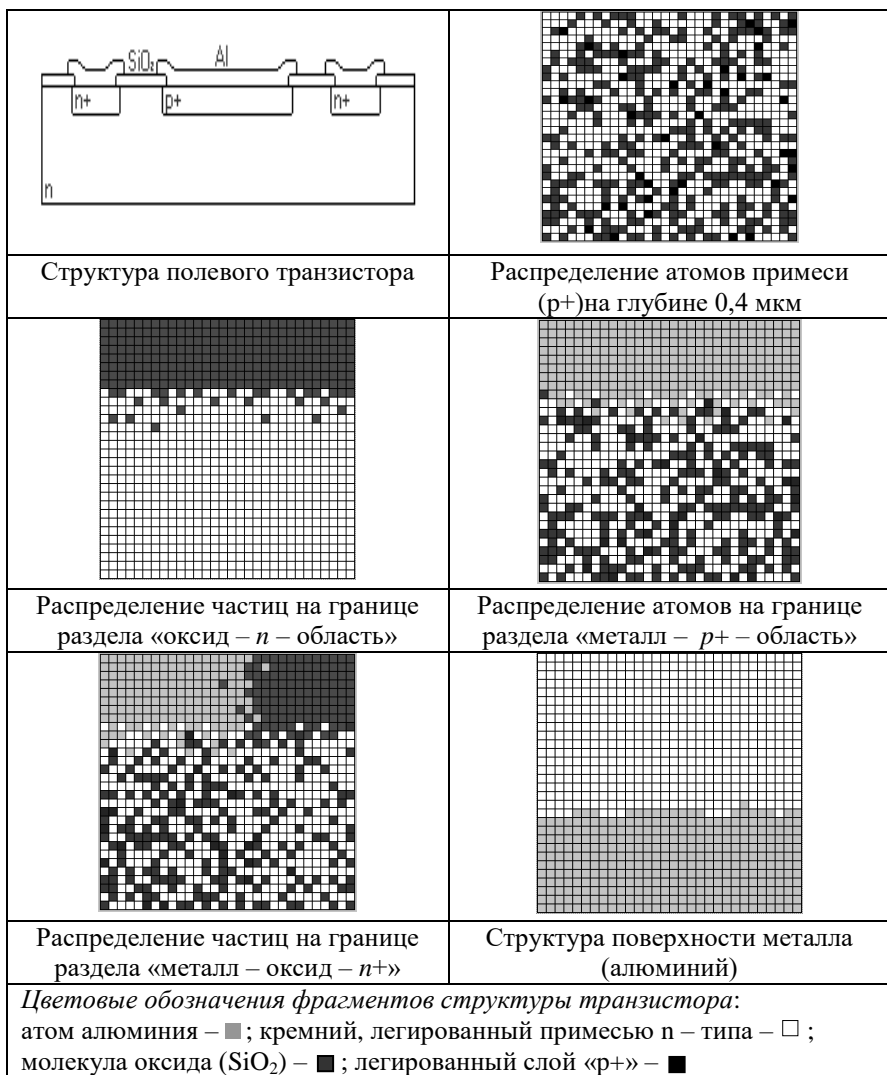 SiO₂
Al
n+
p+
n+
n
Структура полевого транзистора
Распределение атомов примеси
(p+)на глубине 0,4 мкм
Распределение частиц на границе
раздела «оксид – n – область»
Распределение атомов на границе
раздела «металл – p+ – область»
Распределение частиц на границе
раздела «металл – оксид – n+»
Структура поверхности металла
(алюминий)
Цветовые обозначения фрагментов структуры транзистора:
атом алюминия – ■ ; кремний, легированный примесью n – типа – □ ;
молекула оксида (SiO₂) – ■ ; легированный слой «p+» – ■